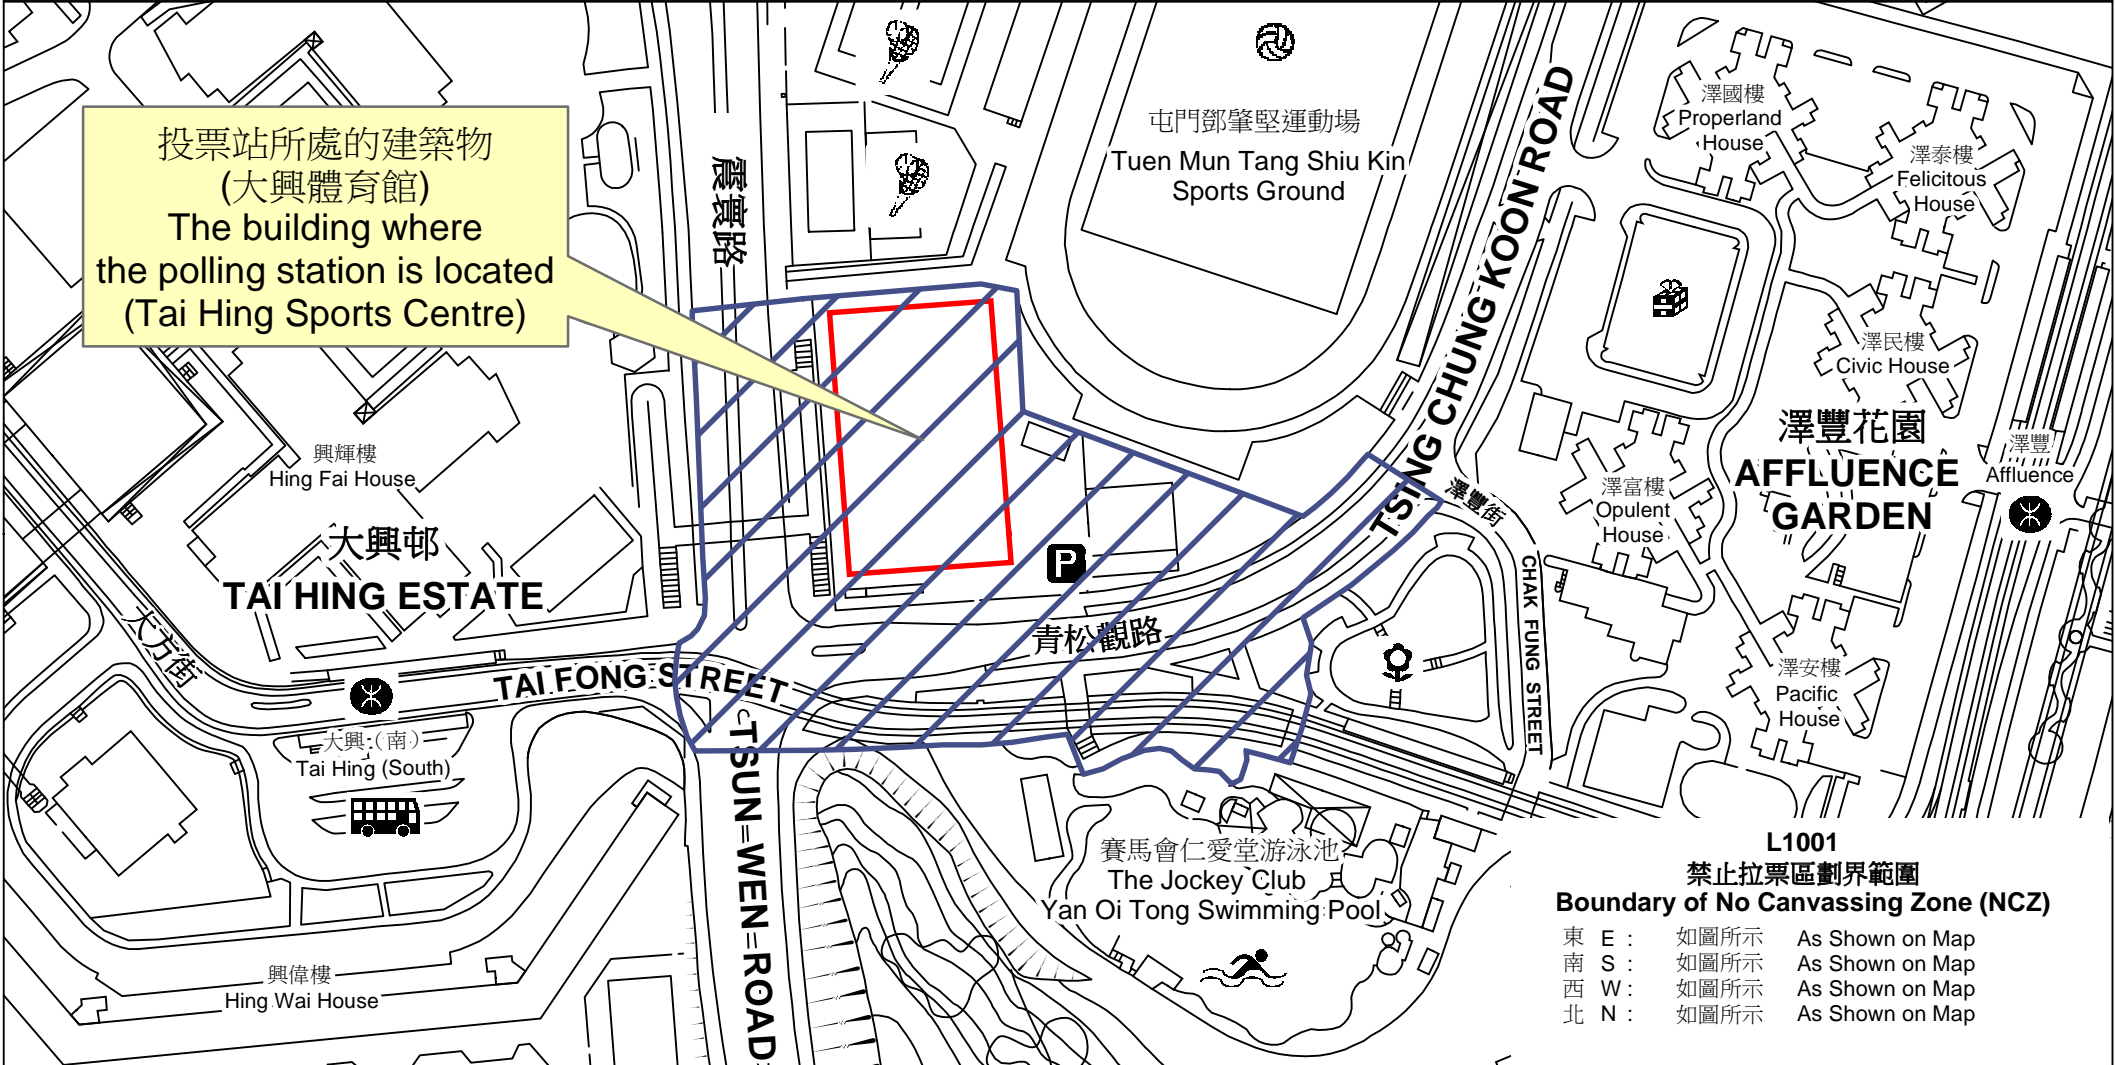 投票站所處的建築物
(大興體育館)
The building where
the polling station is located
(Tai Hing Sports Centre)
震寰路
屯門鄧肇堅運動場
Tuen Mun Tang Shiu Kin
Sports Ground
TSING CHUNG KOON ROAD
澤國樓
Properland
House
澤泰樓
Felicitous
House
澤民樓
Civic House
澤豐花園
AFFLUENCE
GARDEN
澤豐
Affluence
澤富樓
Opulent
House
澤豐街
CHAK FUNG STREET
澤安樓
Pacific
House
興輝樓
Hing Fai House
大興邨
TAI HING ESTATE
大方街
TAI FONG STREET
P
青松觀路
大興（南）
Tai Hing (South)
TSUN WEN ROAD
賽馬會仁愛堂游泳池
The Jockey Club
Yan Oi Tong Swimming Pool
興偉樓
Hing Wai House
L1001
禁止拉票區劃界範圍
Boundary of No Canvassing Zone (NCZ)
東 E : 如圖所示 As Shown on Map
南 S : 如圖所示 As Shown on Map
西 W : 如圖所示 As Shown on Map
北 N : 如圖所示 As Shown on Map